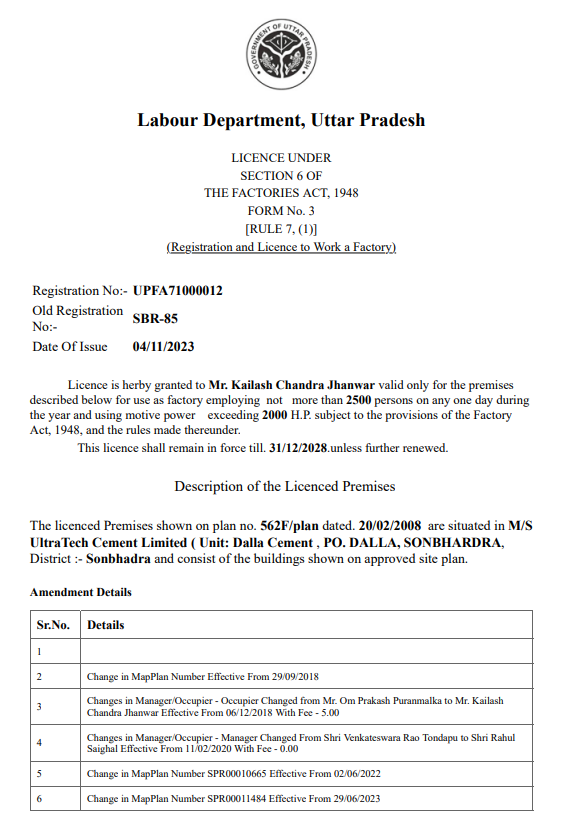 GOVERNMENT OF UTTAR PRADESH
Labour Department, Uttar Pradesh
LICENCE UNDER
SECTION 6 OF
THE FACTORIES ACT, 1948
FORM No. 3
[RULE 7, (1)]
(Registration and Licence to Work a Factory)
Registration No:- UPFA71000012
Old Registration
No:- SBR-85
Date Of Issue 04/11/2023
Licence is herby granted to Mr. Kailash Chandra Jhanwar valid only for the premises
described below for use as factory employing not more than 2500 persons on any one day during
the year and using motive power exceeding 2000 H.P. subject to the provisions of the Factory
Act, 1948, and the rules made thereunder.
This licence shall remain in force till. 31/12/2028.unless further renewed.
Description of the Licenced Premises
The licenced Premises shown on plan no. 562F/plan dated. 20/02/2008 are situated in M/S
UltraTech Cement Limited ( Unit: Dalla Cement , PO. DALLA, SONBHARDRA,
District :- Sonbhadra and consist of the buildings shown on approved site plan.
Amendment Details
Sr.No. Details
1
2 Change in MapPlan Number Effective From 29/09/2018
3 Changes in Manager/Occupier - Occupier Changed from Mr. Om Prakash Puranmalka to Mr. Kailash
Chandra Jhanwar Effective From 06/12/2018 With Fee - 5.00
4 Changes in Manager/Occupier - Manager Changed From Shri Venkateswara Rao Tondapu to Shri Rahul
Saighal Effective From 11/02/2020 With Fee - 0.00
5 Change in MapPlan Number SPR00010665 Effective From 02/06/2022
6 Change in MapPlan Number SPR00011484 Effective From 29/06/2023